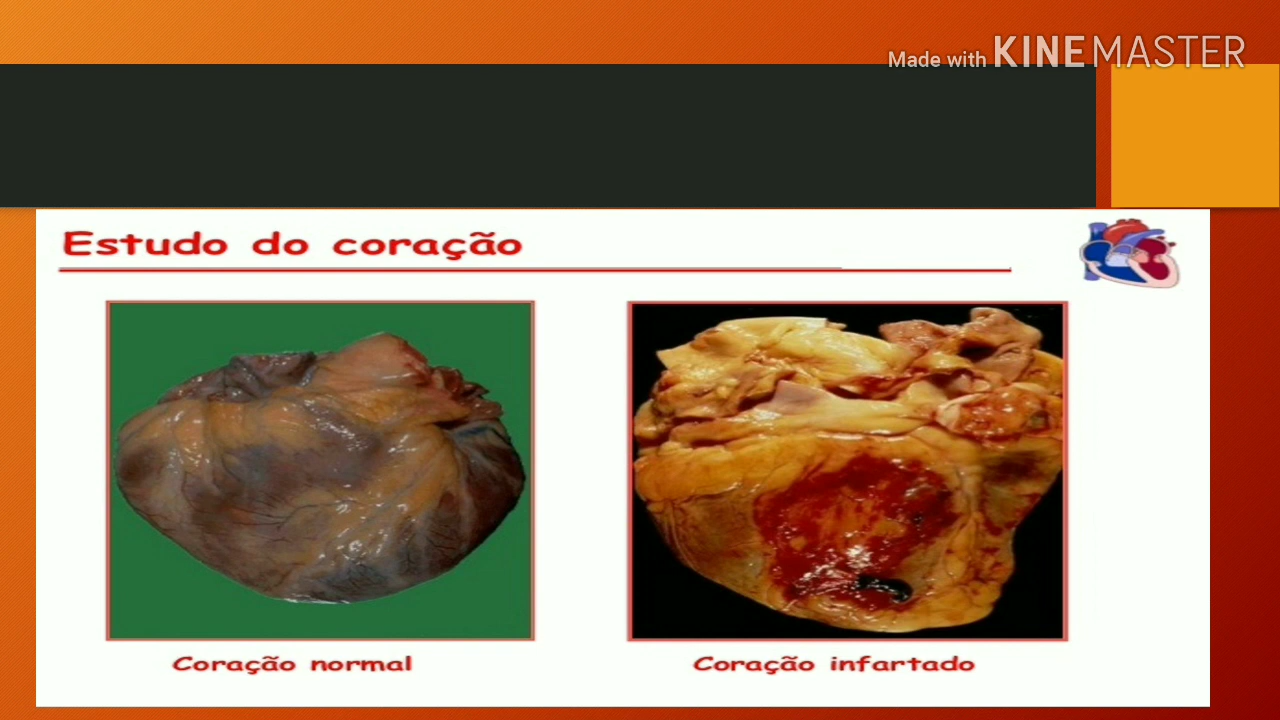 Made with KINEMASTER
Estudo do coração
Coração normal
Coração infartado